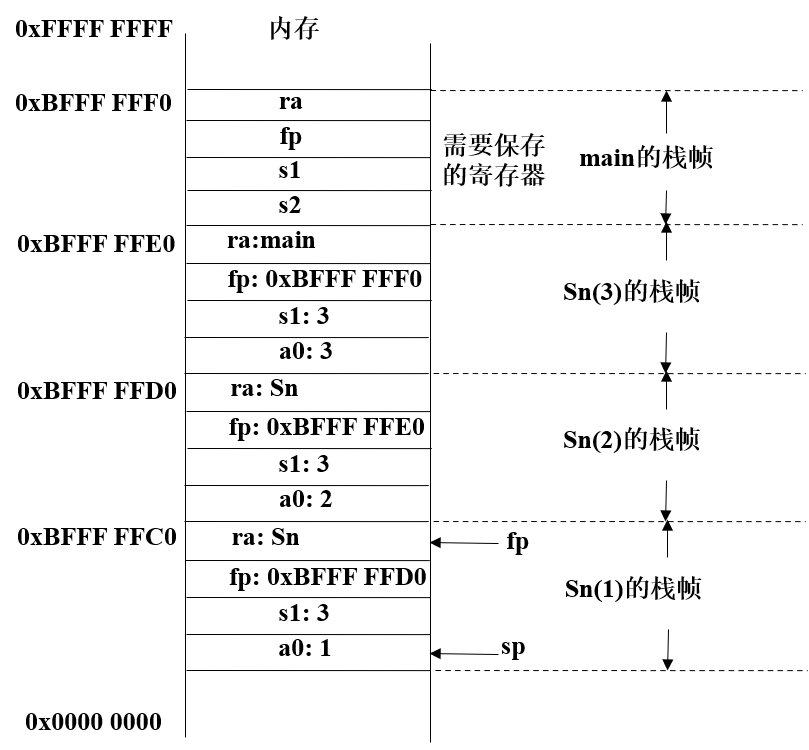 0xFFFF FFFF
内存
0xBFFF FFF0
ra
fp
s1
s2
需要保存
的寄存器
main的栈帧
0xBFFF FFE0
ra:main
fp: 0xBFFF FFF0
s1: 3
a0: 3
Sn(3)的栈帧
0xBFFF FFD0
ra: Sn
fp: 0xBFFF FFE0
s1: 3
a0: 2
Sn(2)的栈帧
0xBFFF FFC0
ra: Sn
fp
fp: 0xBFFF FFD0
s1: 3
a0: 1
sp
Sn(1)的栈帧
0x0000 0000